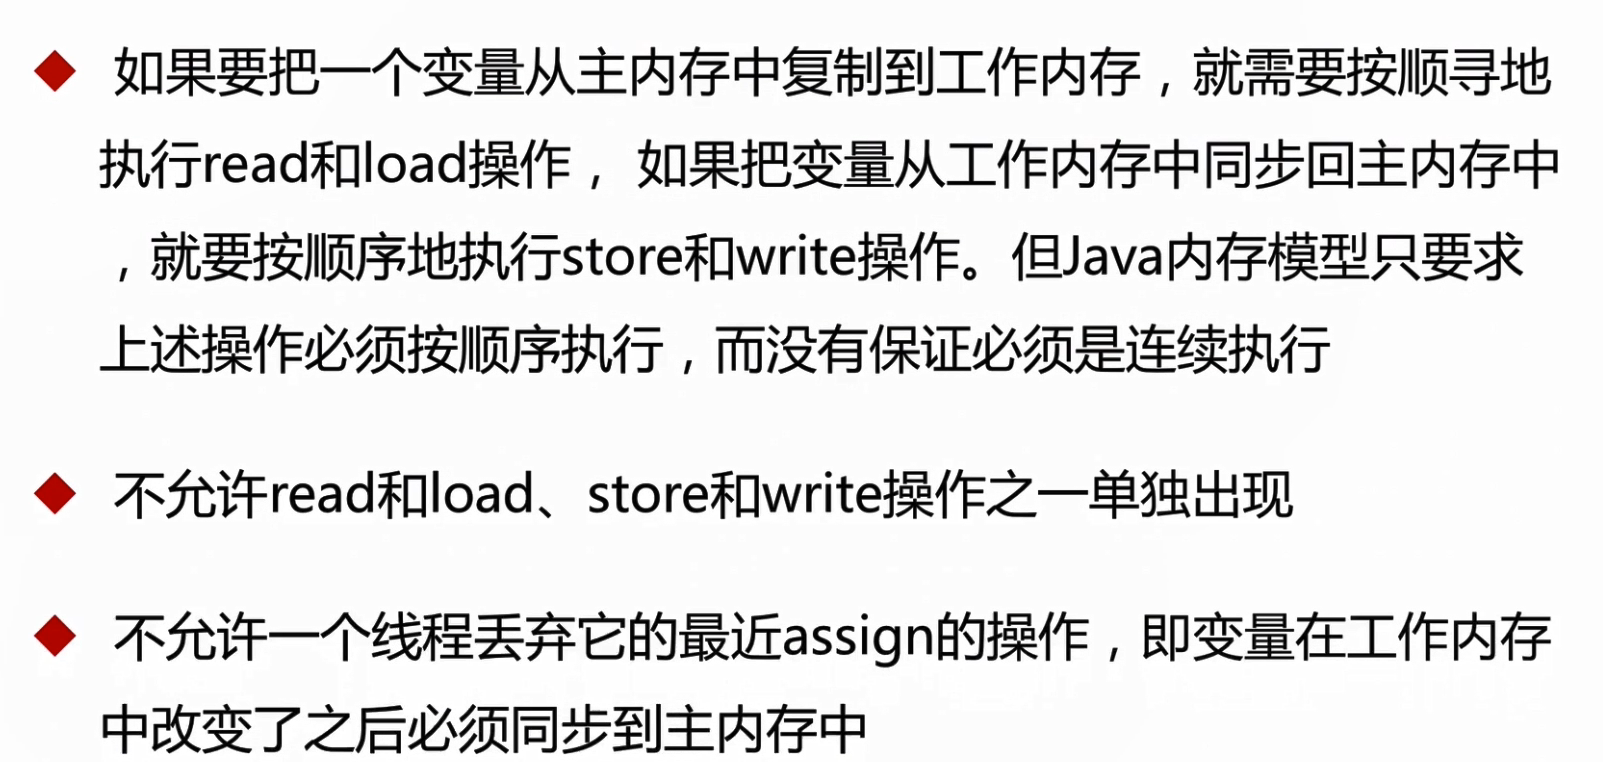 如果要把一个变量从主内存中复制到工作内存，就需要按顺寻地
执行read和load操作， 如果把变量从工作内存中同步回主内存中
，就要按顺序地执行store和write操作。但Java内存模型只要求
上述操作必须按顺序执行，而没有保证必须是连续执行
不允许read和load、store和write操作之一单独出现
不允许一个线程丢弃它的最近assign的操作，即变量在工作内存
中改变了之后必须同步到主内存中